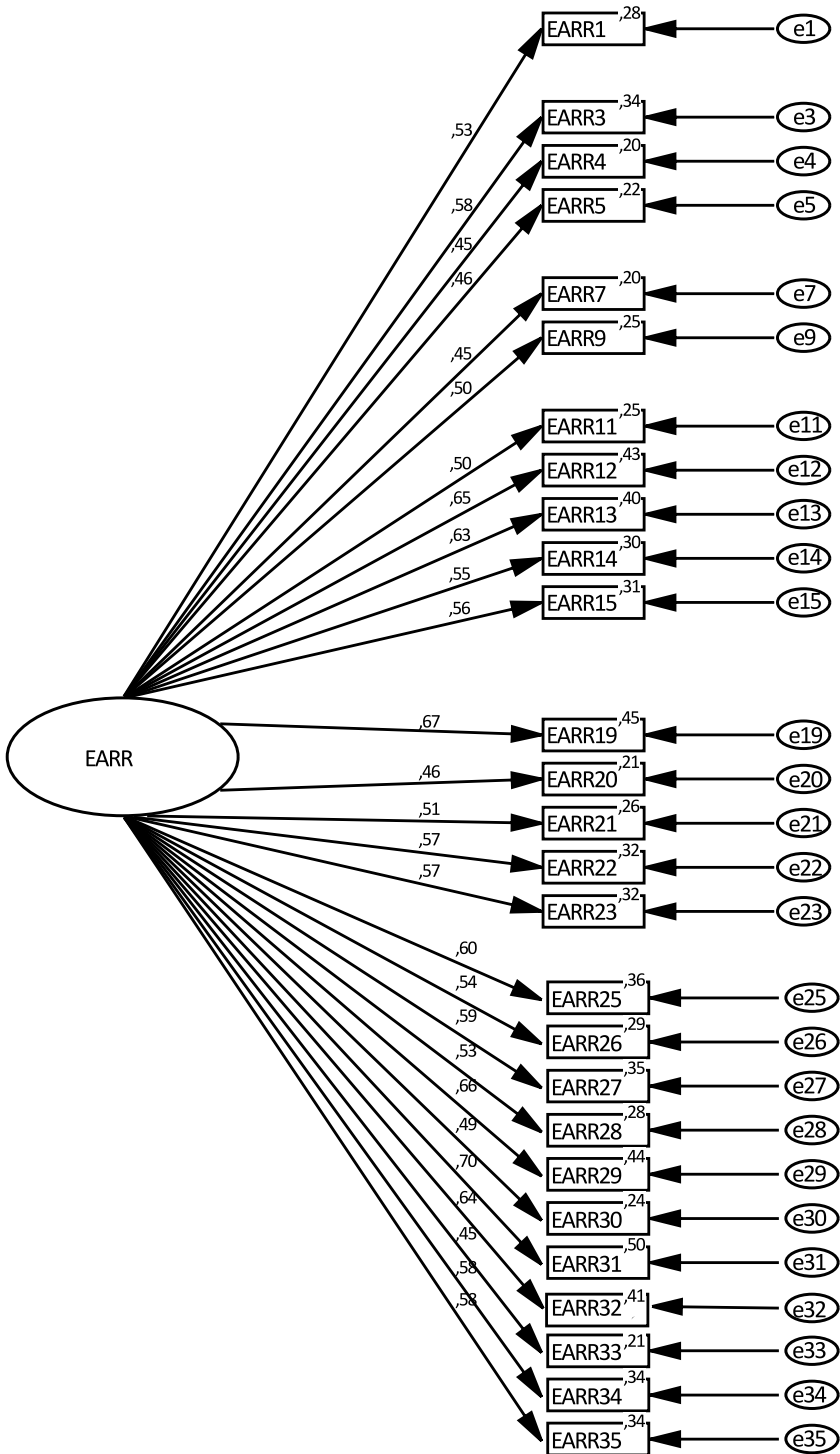 ,28
EARR1
e1
,53
,34
EARR3
e3
,58
,20
EARR4
e4
,45
,22
EARR5
e5
,46
,20
EARR7
e7
,45
,25
EARR9
e9
,50
,25
EARR11
e11
,50
,43
EARR12
e12
,65
,40
EARR13
e13
,63
,30
EARR14
e14
,55
,31
EARR15
e15
,56
,45
EARR19
e19
,67
EARR
,21
EARR20
e20
,46
,26
EARR21
e21
,51
,32
EARR22
e22
,57
,32
EARR23
e23
,57
,36
EARR25
e25
,60
,29
EARR26
e26
,54
,35
EARR27
e27
,59
,28
EARR28
e28
,53
,44
EARR29
e29
,66
,24
EARR30
e30
,49
,50
EARR31
e31
,70
,41
EARR32
e32
,64
,21
EARR33
e33
,45
,34
EARR34
e34
,58
,34
EARR35
e35
,58